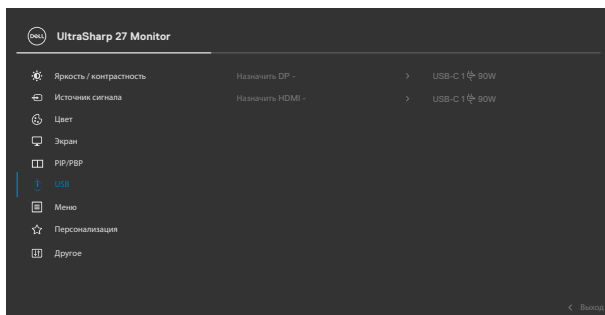 DELL
UltraSharp 27 Monitor
Яркость / контрастность
Назначить DP -
USB-C 1 90W
Источник сигнала
Назначить HDMI -
USB-C 1 90W
Цвет
Экран
PIP/PBP
USB
Меню
Персонализация
Другое
Выход